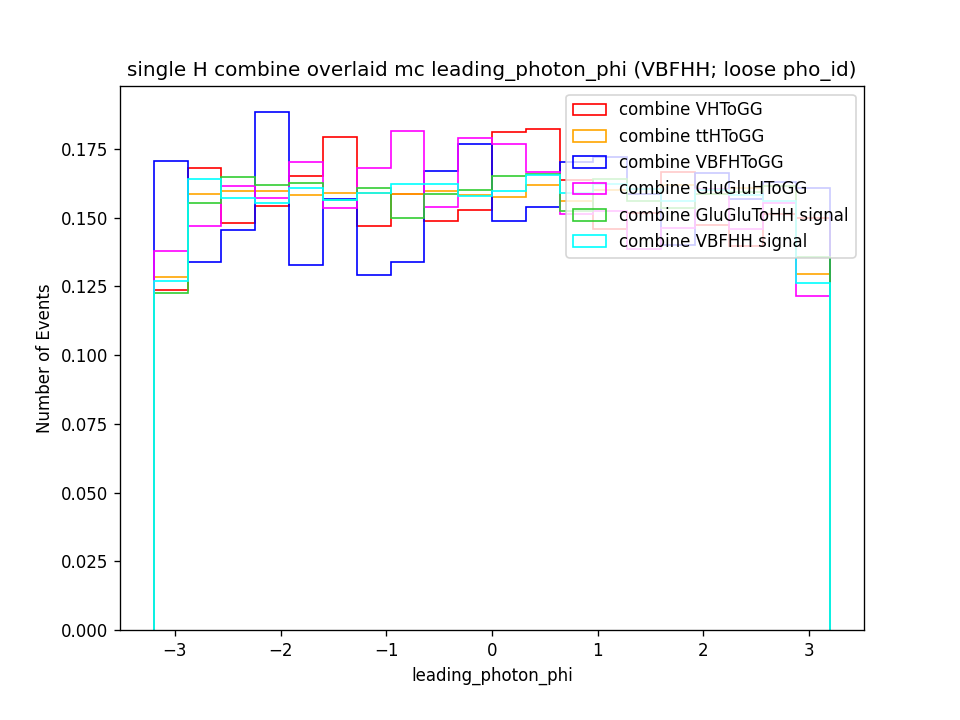 single H combine overlaid mc leading_photon_phi (VBFHH; loose pho_id)
combine VHToGG
combine ttHToGG
combine VBFHToGG
combine GluGluHToGG
combine GluGluToHH signal
combine VBFHH signal
Number of Events
0.175
0.150
0.125
0.100
0.075
0.050
0.025
0.000
−3
−2
−1
0
1
2
3
leading_photon_phi